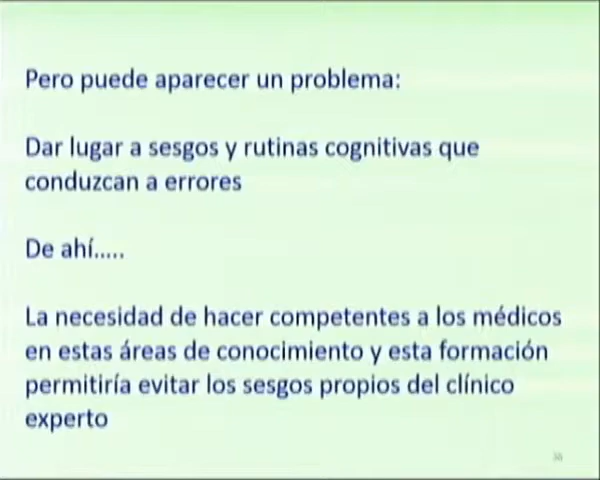 Pero puede aparecer un problema:
Dar lugar a sesgos y rutinas cognitivas que
conduzcan a errores
De ahí.....
La necesidad de hacer competentes a los médicos
en estas áreas de conocimiento y esta formación
permitiría evitar los sesgos propios del clínico
experto